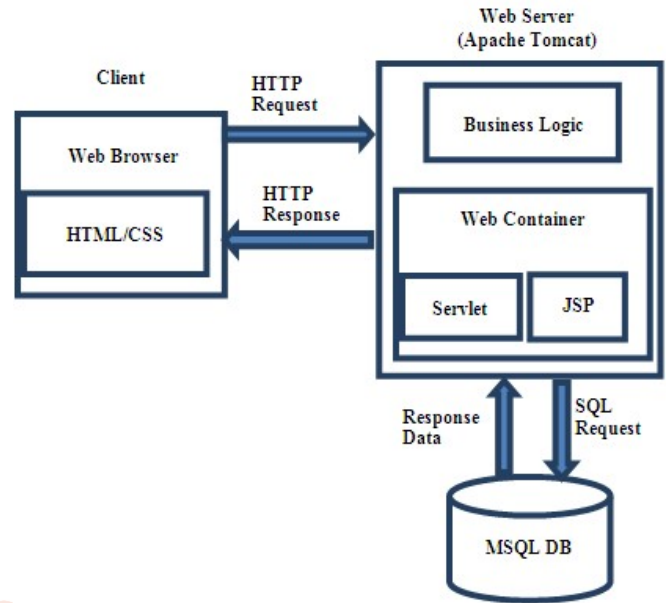 Web Server
(Apache Tomcat)
Client
HTTP
Request
Business Logic
Web Browser
HTTP
Response
Web Container
HTML/CSS
Servlet
JSP
Response
Data
SQL
Request
MSQL DB